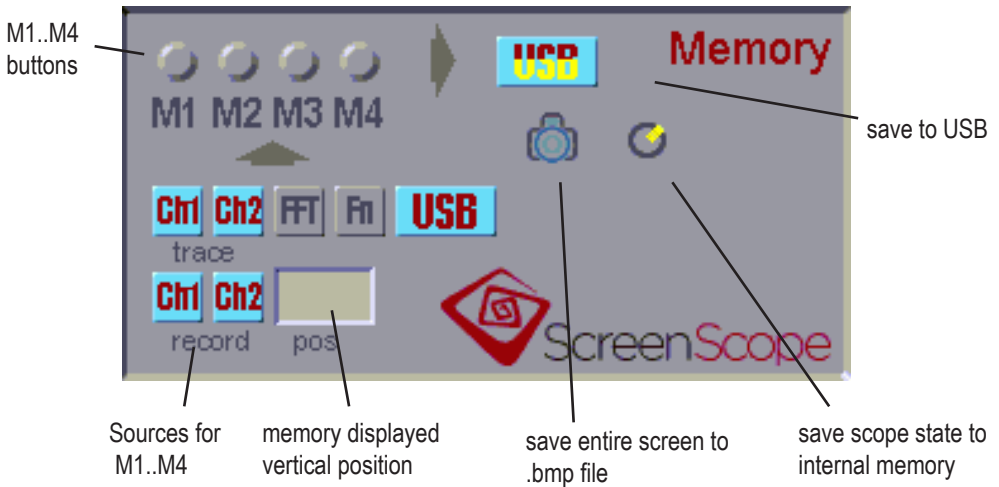 M1..M4
buttons
USB
Memory
M1 M2 M3 M4
save to USB
Ch1 Ch2 FFT Fn USB
trace
Ch1 Ch2
record pos
ScreenScope
Sources for
M1..M4
memory displayed
vertical position
save entire screen to
.bmp file
save scope state to
internal memory